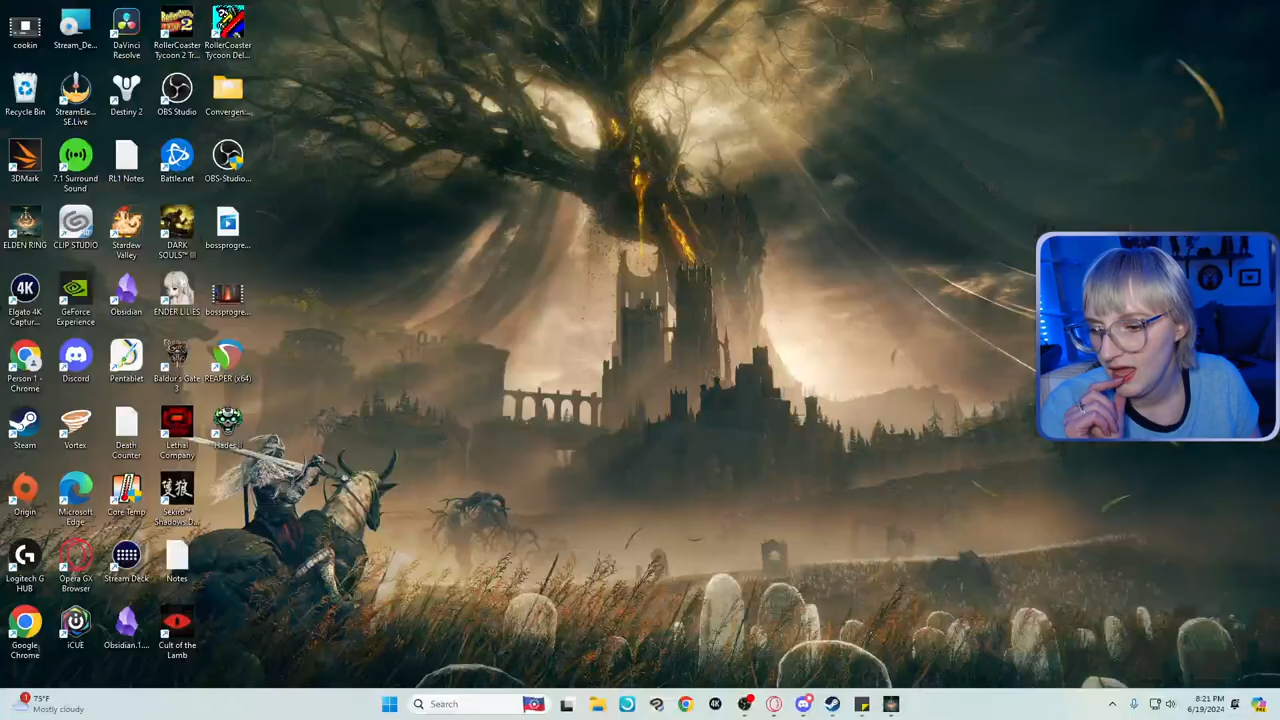 cookin
Stream_De...
DaVinci
Resolve
RollerCoaster
Tycoon 2 Tr...
RollerCoaster
Tycoon Del...
Recycle Bin
StreamEle...
SE.Live
Destiny 2
OBS Studio
Convergen...
3DMark
7.1 Surround
Sound
RL1 Notes
Battle.net
OBS-Studio...
ELDEN RING
CLIP STUDIO
Stardew
Valley
DARK
SOULS™ III
bossprogre...
4K
Elgato 4K
Captur...
GeForce
Experience
Obsidian
ENDER LILIES
bossprogre...
Person 1 -
Chrome
Discord
Pentablet
Baldur's Gate
3
REAPER (x64)
Steam
Vortex
Death
Counter
Lethal
Company
Hades II
Origin
Microsoft
Edge
Core Temp
Sekiro™
Shadows D...
Logitech G
HUB
Opera GX
Browser
Stream Deck
Notes
Google
Chrome
iCUE
Obsidian.1....
Cult of the
Lamb
1
75°F
Mostly cloudy
Search
4K
8:21 PM
6/19/2024